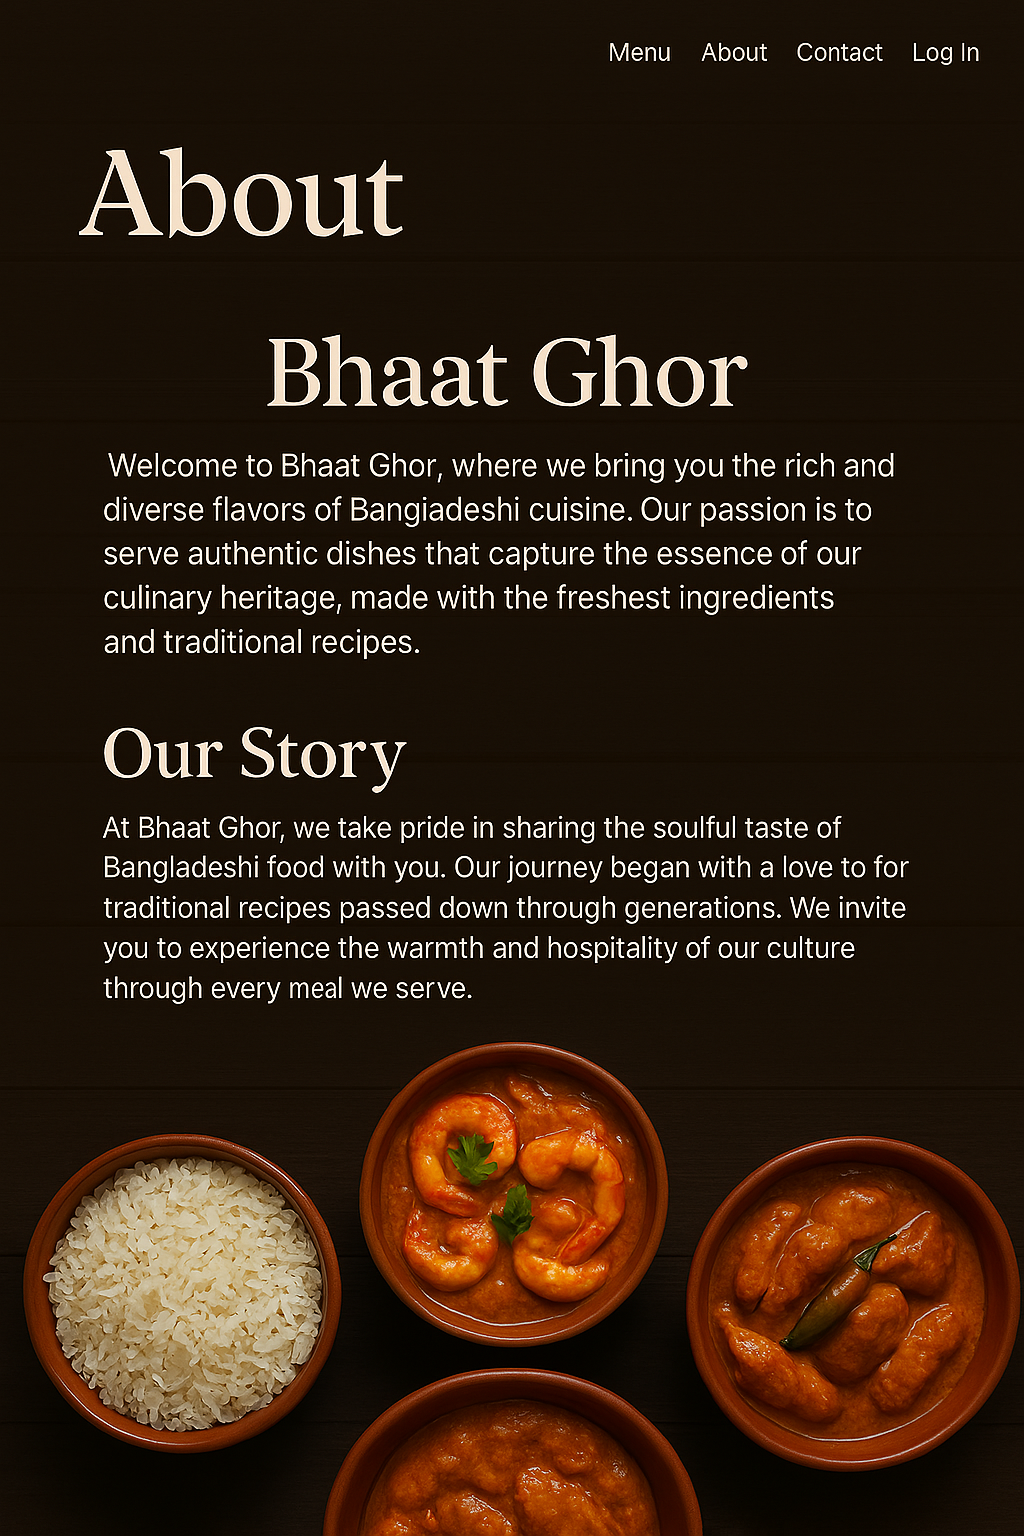 Menu About Contact Log In
About
Bhaat Ghor
Welcome to Bhaat Ghor, where we bring you the rich and
diverse flavors of Bangiadeshi cuisine. Our passion is to
serve authentic dishes that capture the essence of our
culinary heritage, made with the freshest ingredients
and traditional recipes.
Our Story
At Bhaat Ghor, we take pride in sharing the soulful taste of
Bangladeshi food with you. Our journey began with a love to for
traditional recipes passed down through generations. We invite
you to experience the warmth and hospitality of our culture
through every meal we serve.